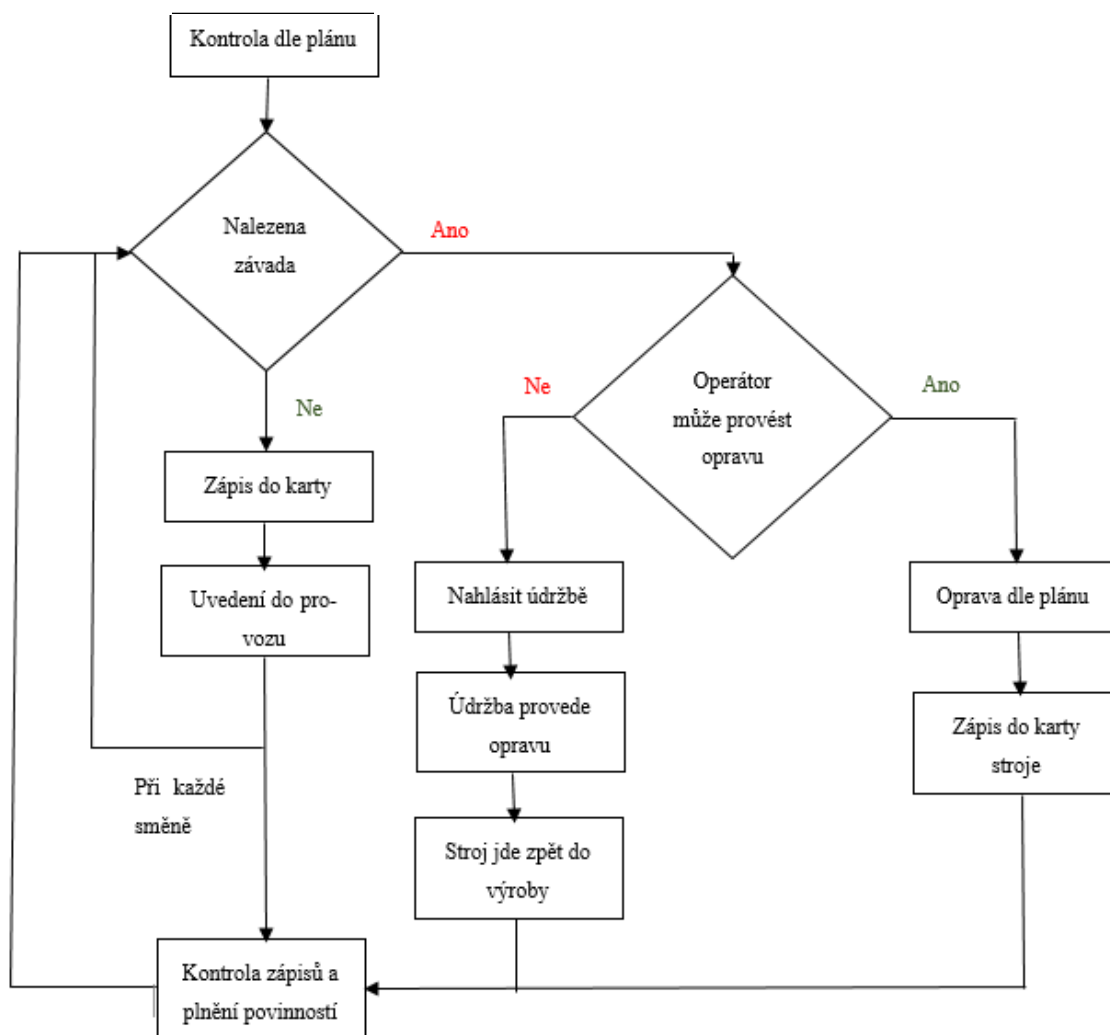 Kontrola dle plánu
Nalezena
závada
Ano
Ne
Operátor
může provést
opravu
Ne
Ano
Zápis do karty
Uvedení do pro-
vozu
Při každé
směně
Nahlásit údržbě
Údržba provede
opravu
Stroj jde zpět do
výroby
Oprava dle plánu
Zápis do karty
stroje
Kontrola zápisů a
plnění povinností